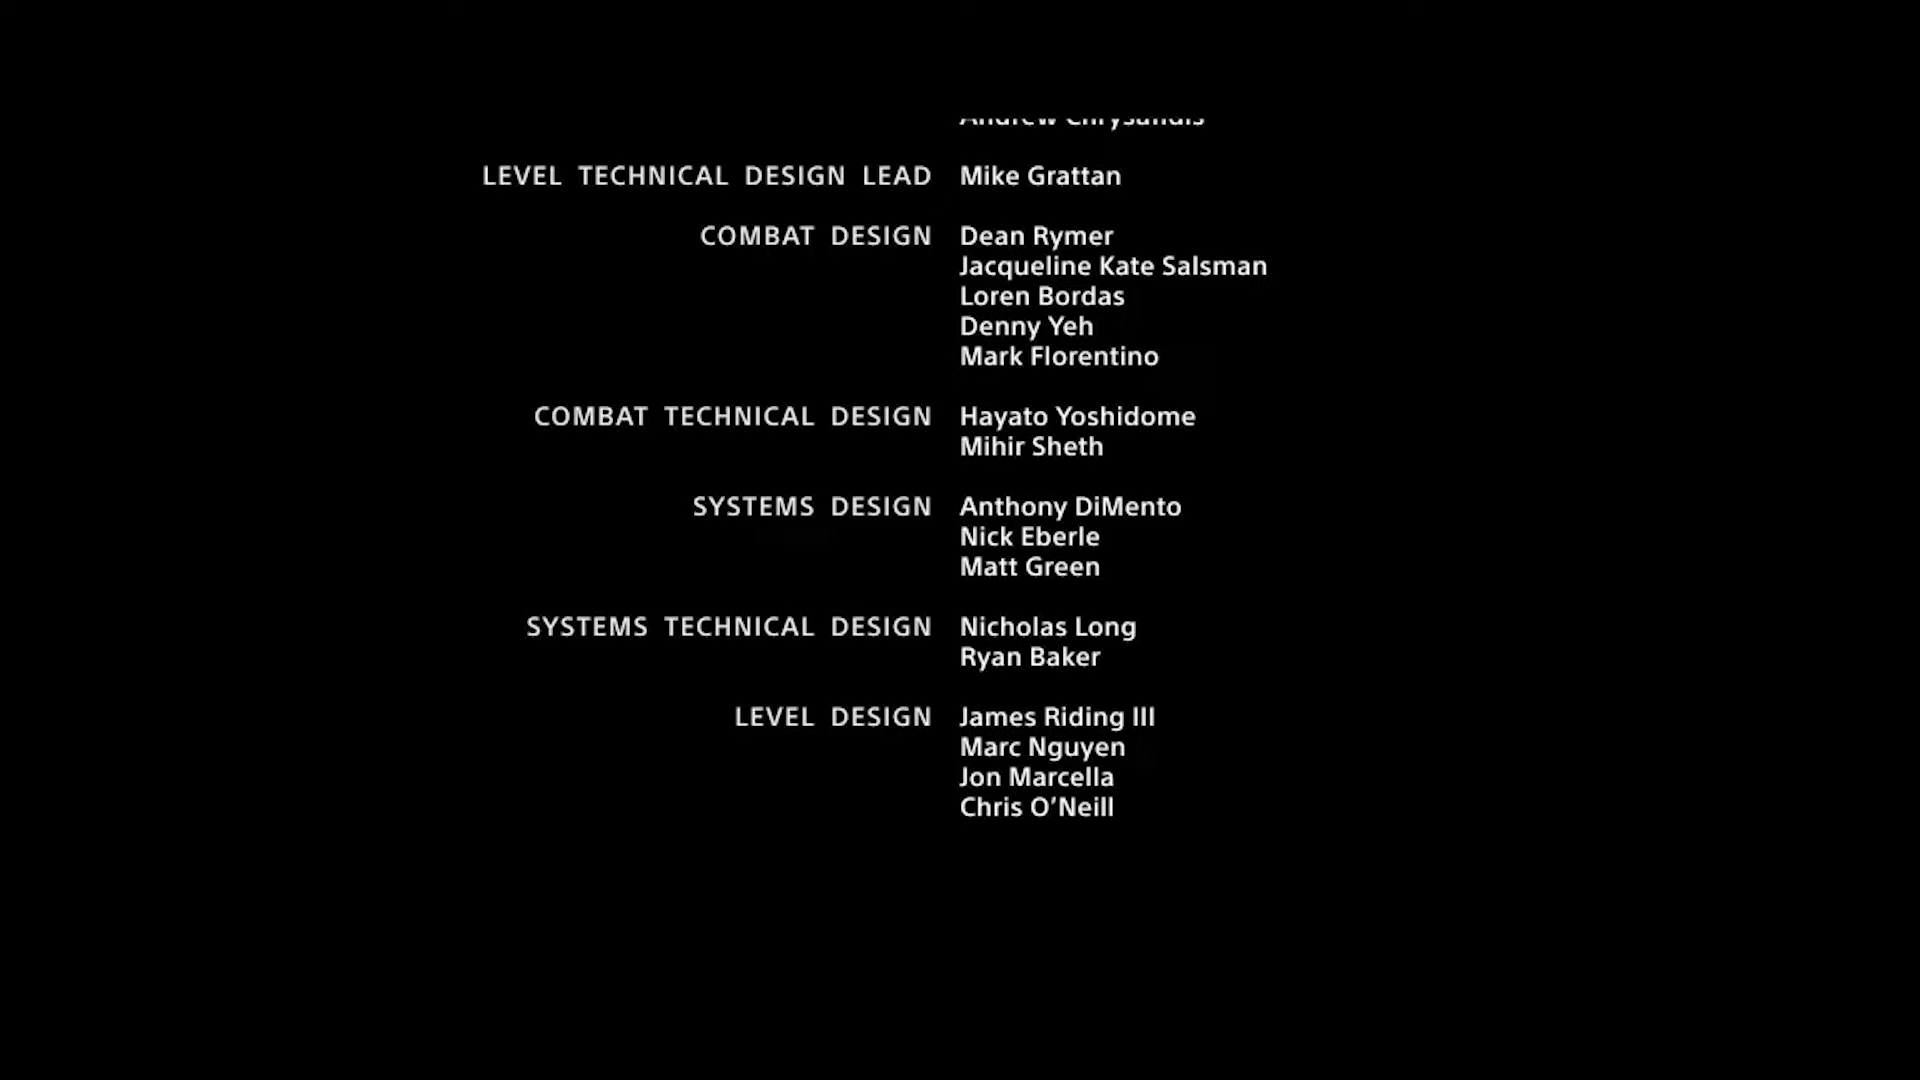 Andrew Chrysafidis
LEVEL TECHNICAL DESIGN LEAD Mike Grattan
COMBAT DESIGN Dean Rymer
Jacqueline Kate Salsman
Loren Bordas
Denny Yeh
Mark Florentino
COMBAT TECHNICAL DESIGN Hayato Yoshidome
Mihir Sheth
SYSTEMS DESIGN Anthony DiMento
Nick Eberle
Matt Green
SYSTEMS TECHNICAL DESIGN Nicholas Long
Ryan Baker
LEVEL DESIGN James Riding III
Marc Nguyen
Jon Marcella
Chris O’Neill